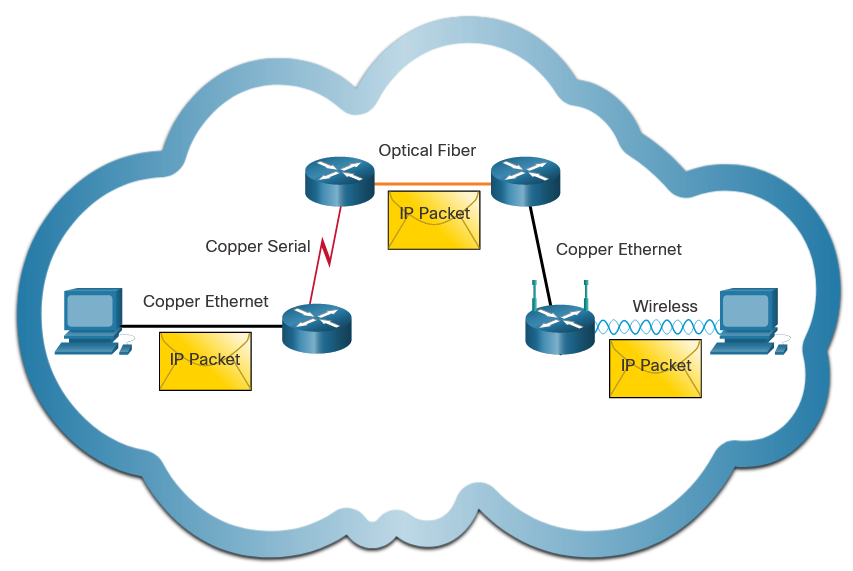 Optical Fiber
IP Packet
Copper Serial
Copper Ethernet
Copper Ethernet
Wireless
IP Packet
IP Packet